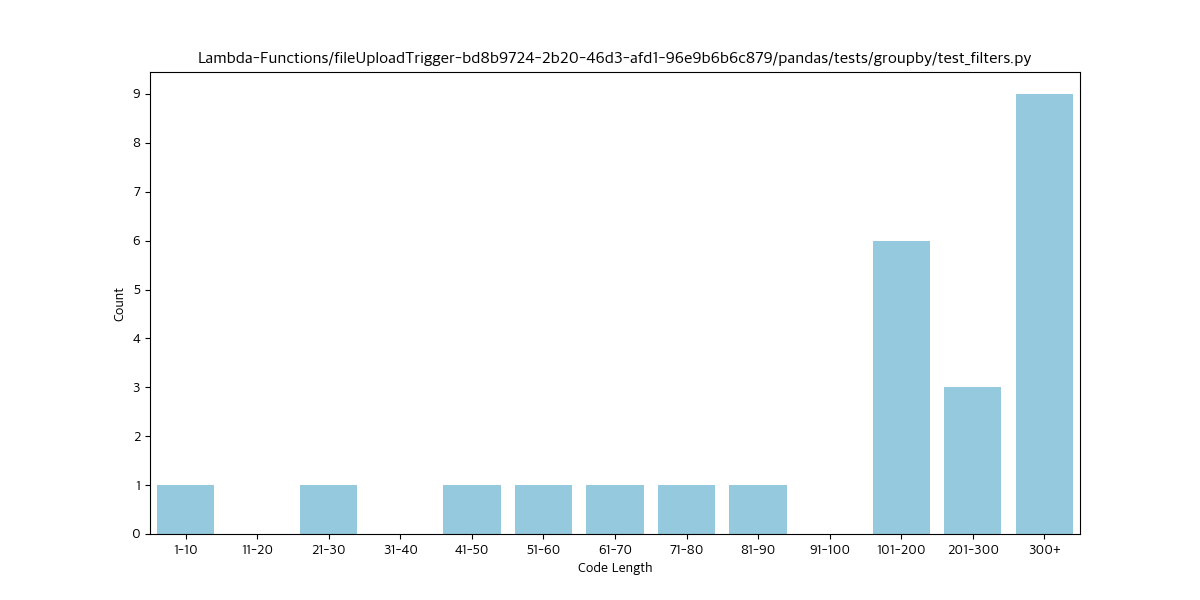 Lambda-Functions/fileUploadTrigger-bd8b9724-2b20-46d3-afd1-96e9b6b6c879/pandas/tests/groupby/test_filters.py
9
8
7
6
5
4
3
2
1
0
Count
1-10 11-20 21-30 31-40 41-50 51-60 61-70 71-80 81-90 91-100 101-200 201-300 300+
Code Length